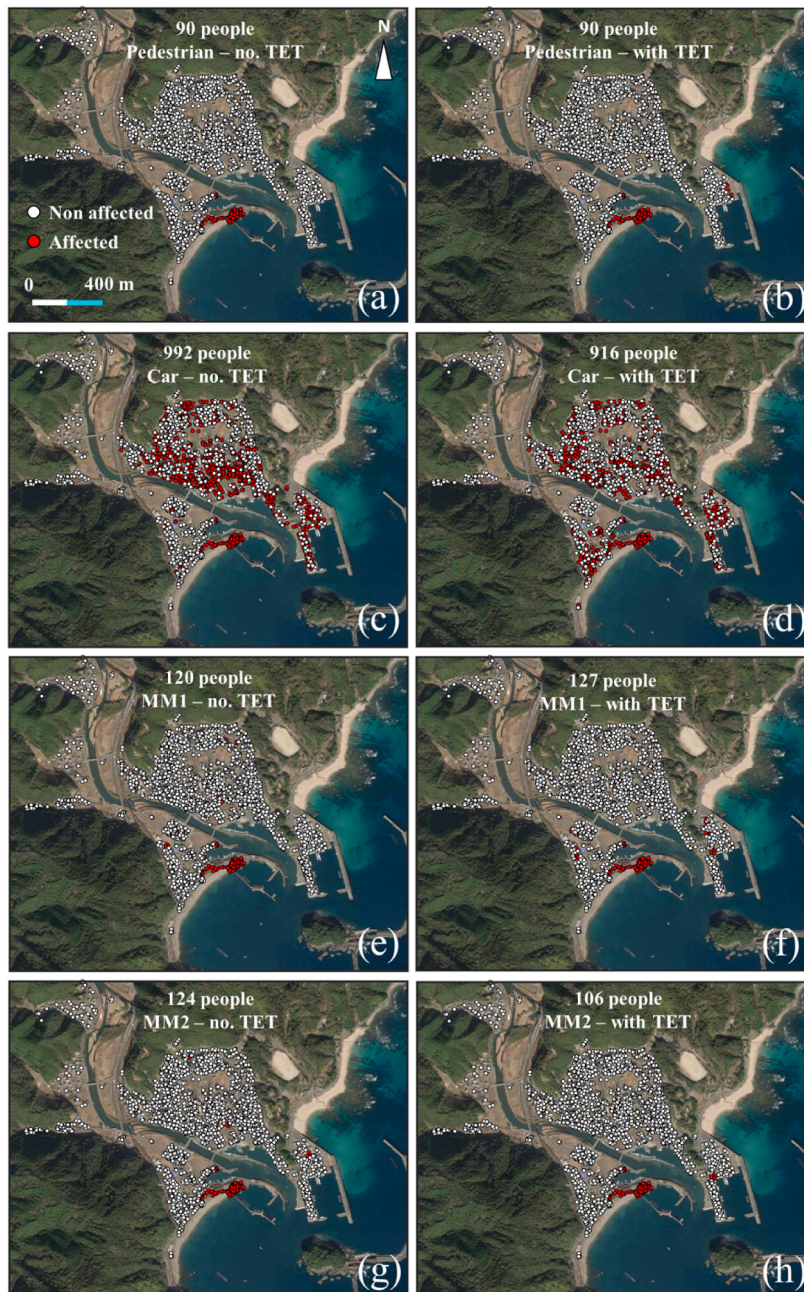 90 people
Pedestrian – no. TET
N
Non affected
Affected
0 400 m
(a)
90 people
Pedestrian – with TET
(b)
992 people
Car – no. TET
(c)
916 people
Car – with TET
(d)
120 people
MM1 – no. TET
(e)
127 people
MM1 – with TET
(f)
124 people
MM2 – no. TET
(g)
106 people
MM2 – with TET
(h)